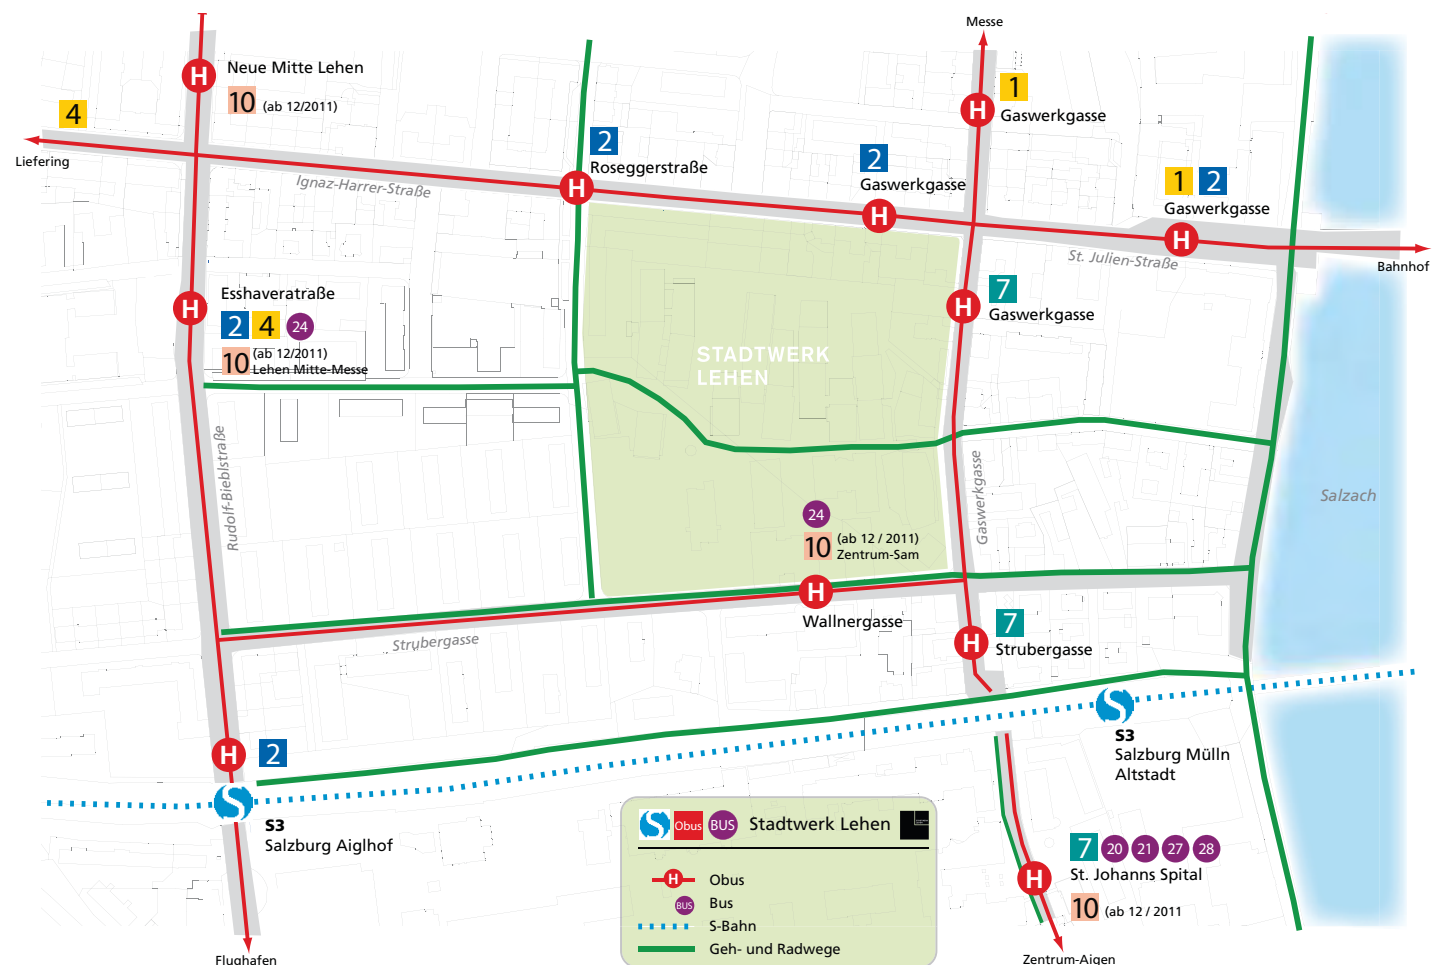 Messe
H
Neue Mitte Lehen
10 (ab 12/2011)
H
1
Gaswerkgasse
4
Liefering
Ignaz-Harrer-Straße
2
Roseggerstraße
H
2
Gaswerkgasse
H
1 2
Gaswerkgasse
H
St. Julien-Straße
Bahnhof
H
Esshaveratraße
2 4 24
10 (ab 12/2011)
Lehen Mitte-Messe
H
7
Gaswerkgasse
STADTWERK
LEHEN
Rudolf-Bieblstraße
Gaswerkgasse
Salzach
24
10 (ab 12 / 2011)
Zentrum-Sam
H
Wallnergasse
Strubergasse
H
7
Strubergasse
H
2
S
S3
Salzburg Aiglhof
S
S3
Salzburg Mülln
Altstadt
H
7 20 21 27 28
St. Johanns Spital
10 (ab 12 / 2011
Flughafen
Zentrum-Aigen
S Obus BUS Stadtwerk Lehen
H Obus
BUS Bus
S-Bahn
Geh- und Radwege